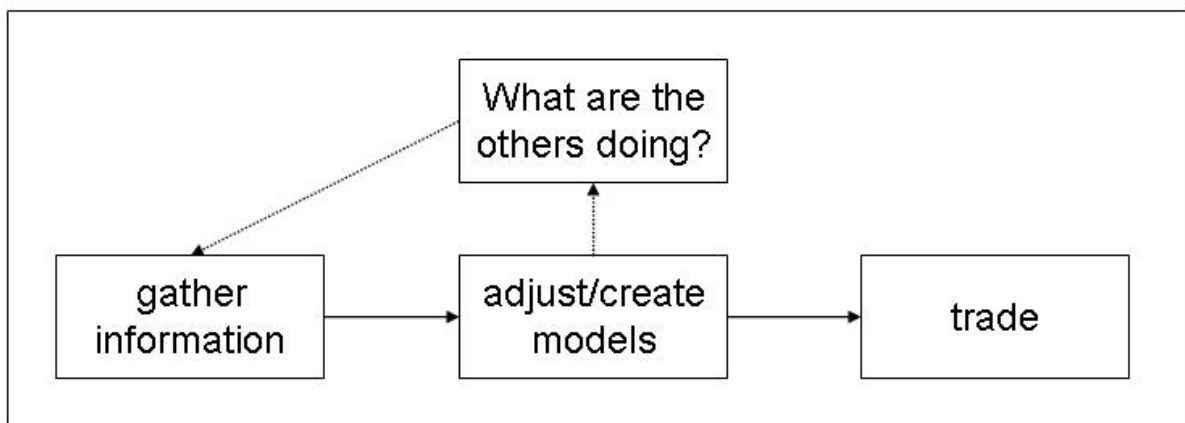 What are the
others doing?
gather
information
adjust/create
models
trade